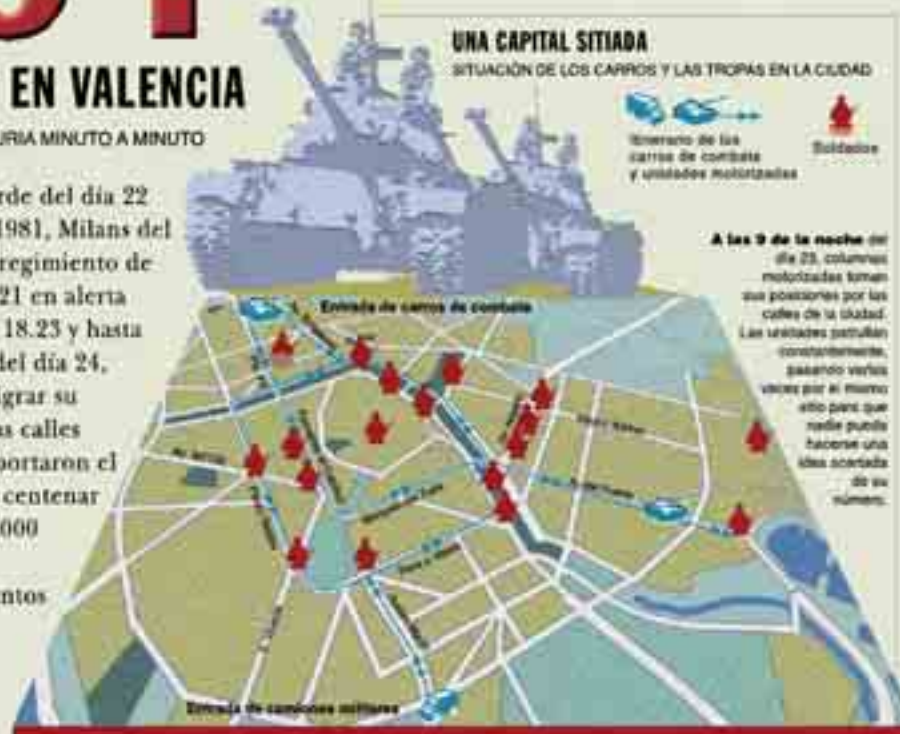 EN VALENCIA
URIA MINUTO A MINUTO
rde del día 22
1981, Milans del
regimiento de
21 en alerta
18.23 y hasta
del día 24,
grar su
as calles
portaron el
centenar
000
ntos
UNA CAPITAL SITIADA
SITUACIÓN DE LOS CARROS Y LAS TROPAS EN LA CIUDAD
Itinerario de los
carros de combate
y unidades motorizadas
Soldados
A las 9 de la noche del
día 23, columnas
motorizadas toman
sus posiciones por las
calles de la ciudad.
Las unidades patrullan
constantemente,
pasando varias
veces por el mismo
sitio para que
nadie pueda
hacerse una
idea acertada
de su
número.
Entrada de carros de combate
Entrada de camiones militares